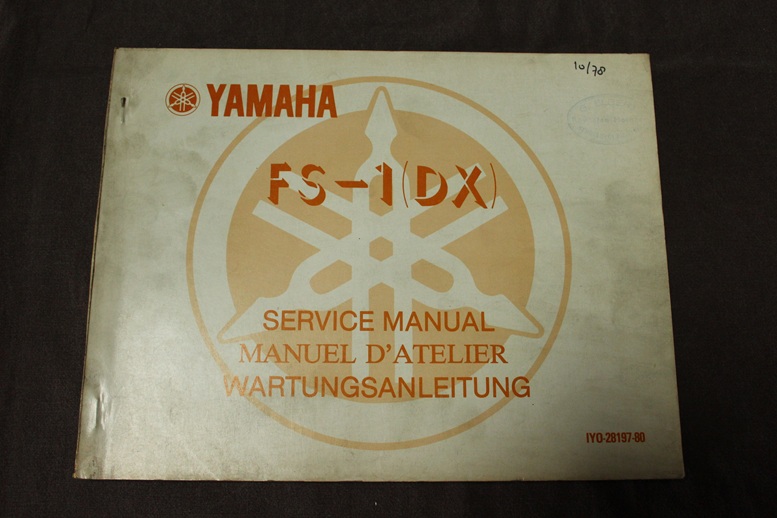 10/78
YAMAHA
FS-1(DX)
SERVICE MANUAL
MANUEL D'ATELIER
WARTUNGSANLEITUNG
1Y0-28197-80